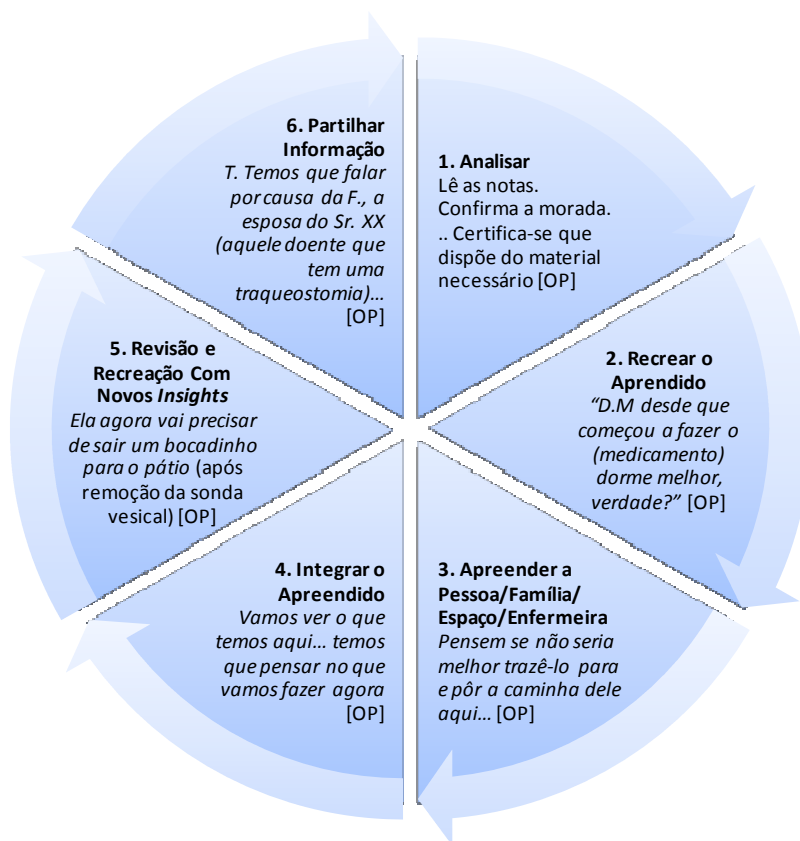 1. Analisar
Lê as notas.
Confirma a morada.
.. Certifica-se que
dispõe do material
necessário [OP]
2. Recrear o
Aprendido
“D.M desde que
começou a fazer o
(medicamento)
dorme melhor,
verdade?” [OP]
3. Apreender a
Pessoa/Família/
Espaço/Enfermeira
Pensem se não seria
melhor trazê-lo para
e pôr a caminha dele
aqui... [OP]
4. Integrar o
Apreendido
Vamos ver o que
temos aqui... temos
que pensar no que
vamos fazer agora
[OP]
5. Revisão e
Recreação Com
Novos Insights
Ela agora vai precisar
de sair um bocadinho
para o pátio (após
remoção da sonda
vesical) [OP]
6. Partilhar
Informação
T. Temos que falar
por causa da F., a
esposa do Sr. XX
(aquele doente que
tem uma
traqueostomia)...
[OP]